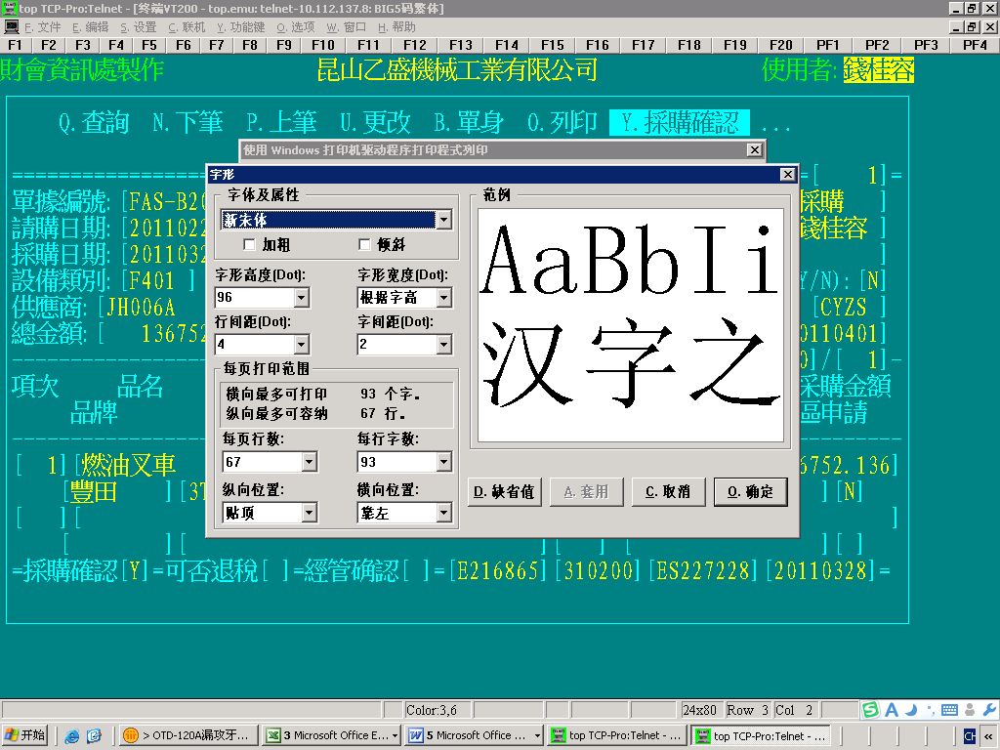 top TCP-Pro:Telnet - [终端VT200 - top.emu: telnet-10.112.137.8: BIG5码繁体]
F. 文件 E. 编辑 S. 设置 C. 联机 Y. 功能键 O. 选项 W. 窗口 H. 帮助
F1 F2 F3 F4 F5 F6 F7 F8 F9 F10 F11 F12 F13 F14 F15 F16 F17 F18 F19 F20 PF1 PF2 PF3 PF4
財會資訊處製作 昆山乙盛機械工業有限公司 使用者: 錢桂容
Q.查詢 N.下筆 P.上筆 U.更改 B.單身 O.列印 Y.採購確認 ...
使用 Windows 打印机驱动程序打印程式列印
字形
=[ 1]=
單據編號: [FAS-B2 採購 ]
請購日期: [2011022 錢桂容 ]
採購日期: [2011032 ]
設備類別: [F401 ] Y/N): [N]
供應商: [JH006A [CYZS ]
總金額: [ 136752 0110401]
0]/[ 1]-
項次 品名 采購金額
品牌 區申請
[ 1] [燃油叉車 6752.136]
[豐田 ] [3T ] [N]
[ ] [ ]
[ ] [ ] [ ] [ ] [ ]
=採購確認[Y]=可否退稅[ ]=經管确認[ ]=[E216865] [310200] [ES227228] [20110328]=
字体及属性
新宋体
加粗 倾斜
字形高度(Dot): 字形宽度(Dot):
96 根据字高
行间距(Dot): 字间距(Dot):
4 2
每页打印范围
横向最多可打印 93 个字。
纵向最多可容纳 67 行。
每页行数: 每行字数:
67 93
纵向位置: 横向位置:
贴顶 靠左
范例
AaBbIi
汉字之
D. 缺省值 A. 套用 C. 取消 O. 确定
Color:3,6 24x80 Row 3 Col 2
开始 > OTD-120A漏攻牙... 3 Microsoft Office E... 5 Microsoft Office ... top TCP-Pro:Telnet - ... top TCP-Pro:Telnet - ... CH «